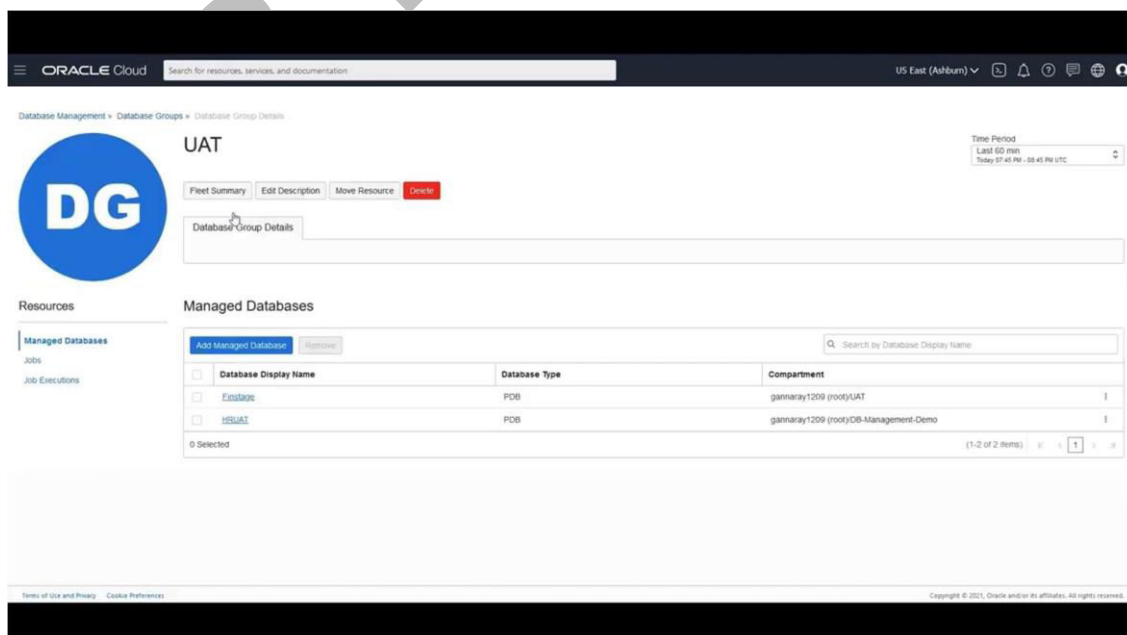 ORACLE Cloud Search for resources, services, and documentation US East (Ashburn)
Database Management » Database Groups » Database Group Details
DG
UAT
Time Period
Last 60 min
Today 07:45 PM - 08:45 PM UTC
Fleet Summary Edit Description Move Resource Delete
Database Group Details
Resources
Managed Databases
Jobs
Job Executions
Managed Databases
Add Managed Database Remove Search by Database Display Name
Database Display Name Database Type Compartment
Finstage PDB gannaray1209 (root)/UAT
HRUAT PDB gannaray1209 (root)/DB-Management-Demo
0 Selected (1-2 of 2 items) 1
Terms of Use and Privacy Cookie Preferences Copyright © 2021, Oracle and/or its affiliates. All rights reserved.